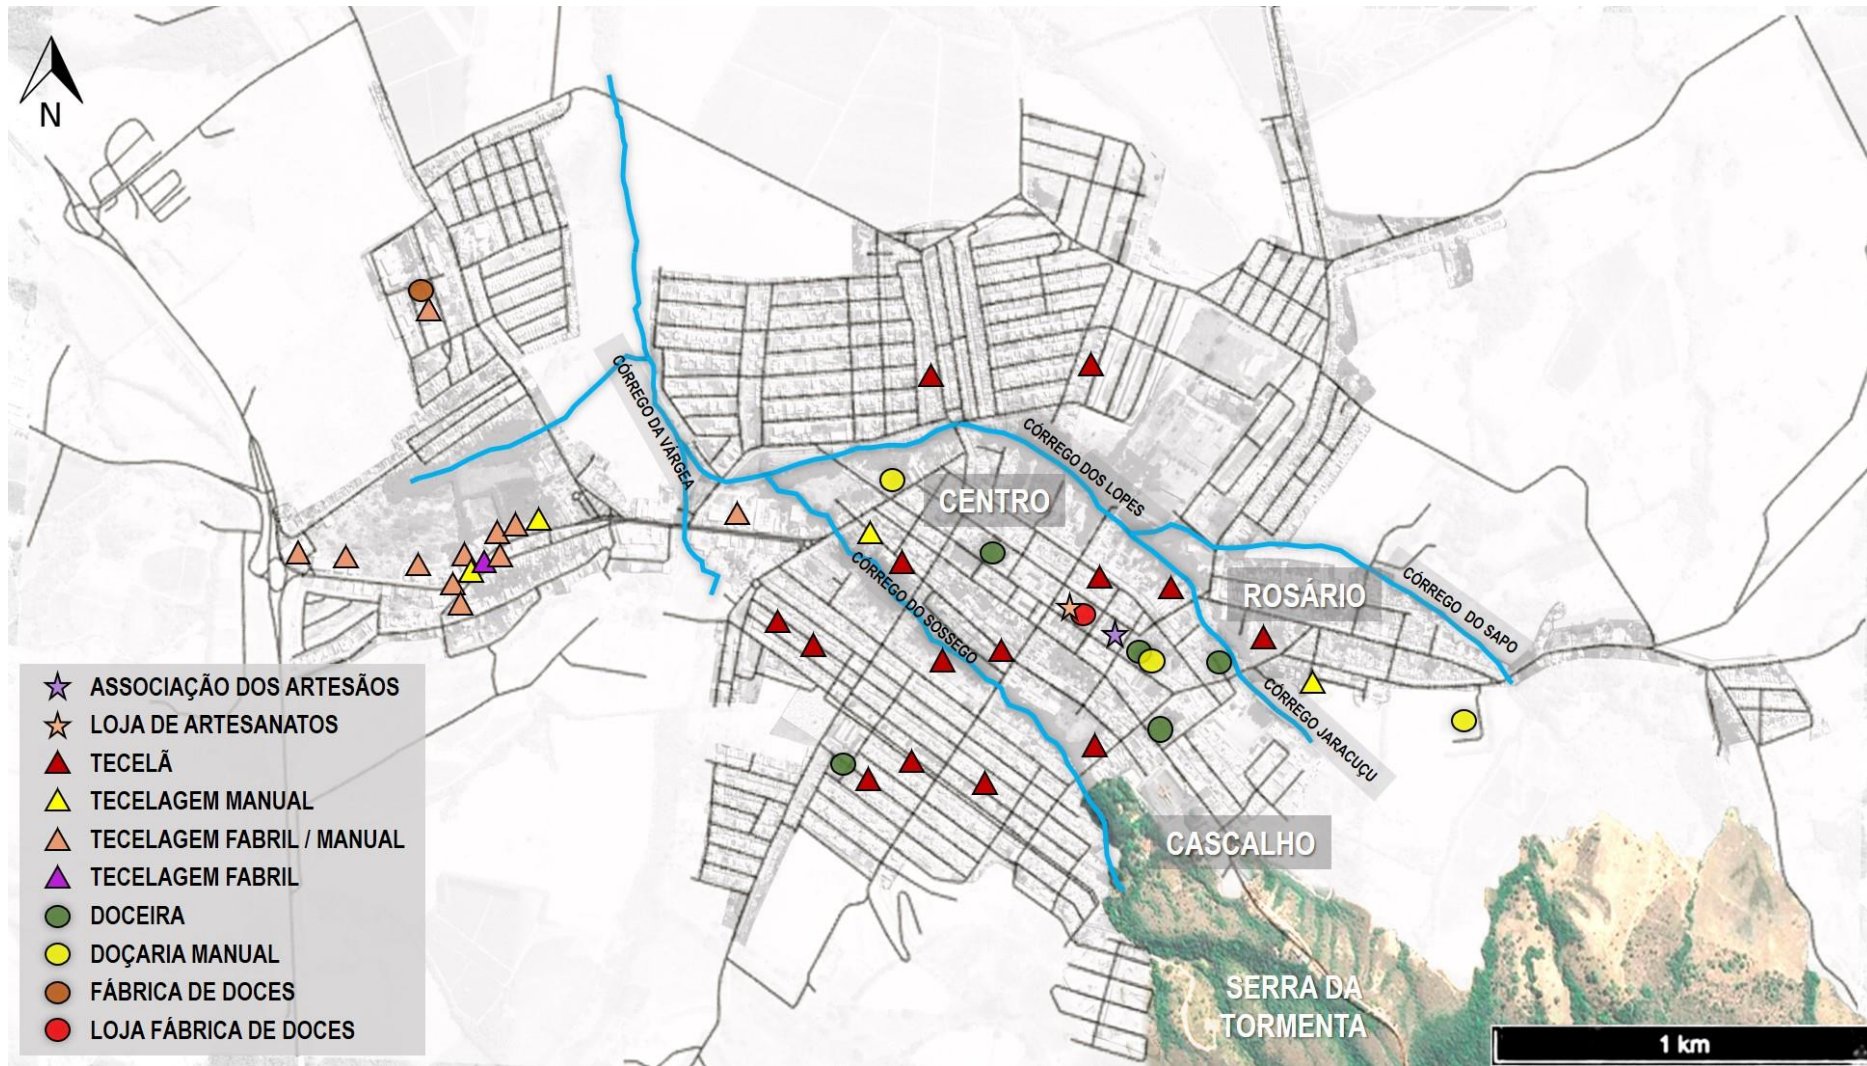 N
CÓRREGO DA VÁRGEA
CÓRREGO DOS LOPES
CENTRO
CÓRREGO DO SOSSEGO
ROSÁRIO
CÓRREGO DO SAPO
CÓRREGO JARACUÇU
CASCALHO
SERRA DA
TORMENTA
ASSOCIAÇÃO DOS ARTESÃOS
LOJA DE ARTESANATOS
TECELÃ
TECELAGEM MANUAL
TECELAGEM FABRIL / MANUAL
TECELAGEM FABRIL
DOCEIRA
DOÇARIA MANUAL
FÁBRICA DE DOCES
LOJA FÁBRICA DE DOCES
1 km